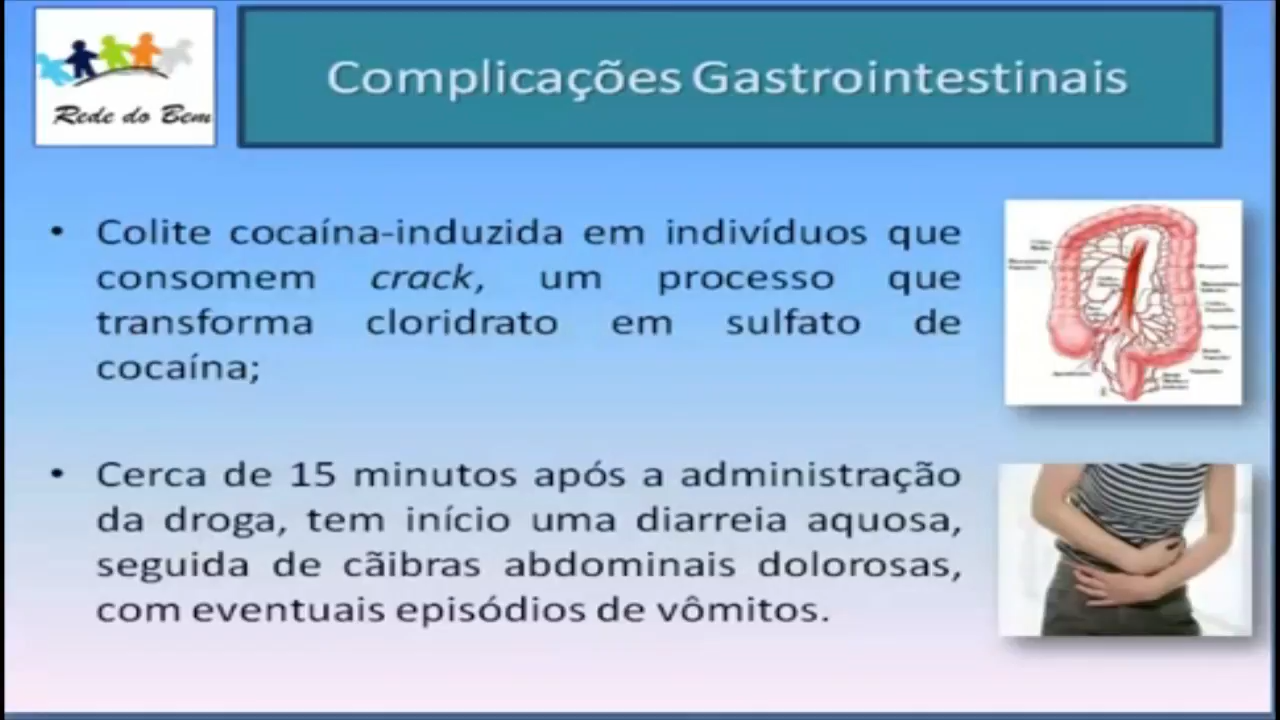 Rede do Bem
Complicações Gastrointestinais
• Colite cocaína-induzida em indivíduos que
consomem crack, um processo que
transforma cloridrato em sulfato de
cocaína;
• Cerca de 15 minutos após a administração
da droga, tem início uma diarreia aquosa,
seguida de cãibras abdominais dolorosas,
com eventuais episódios de vômitos.